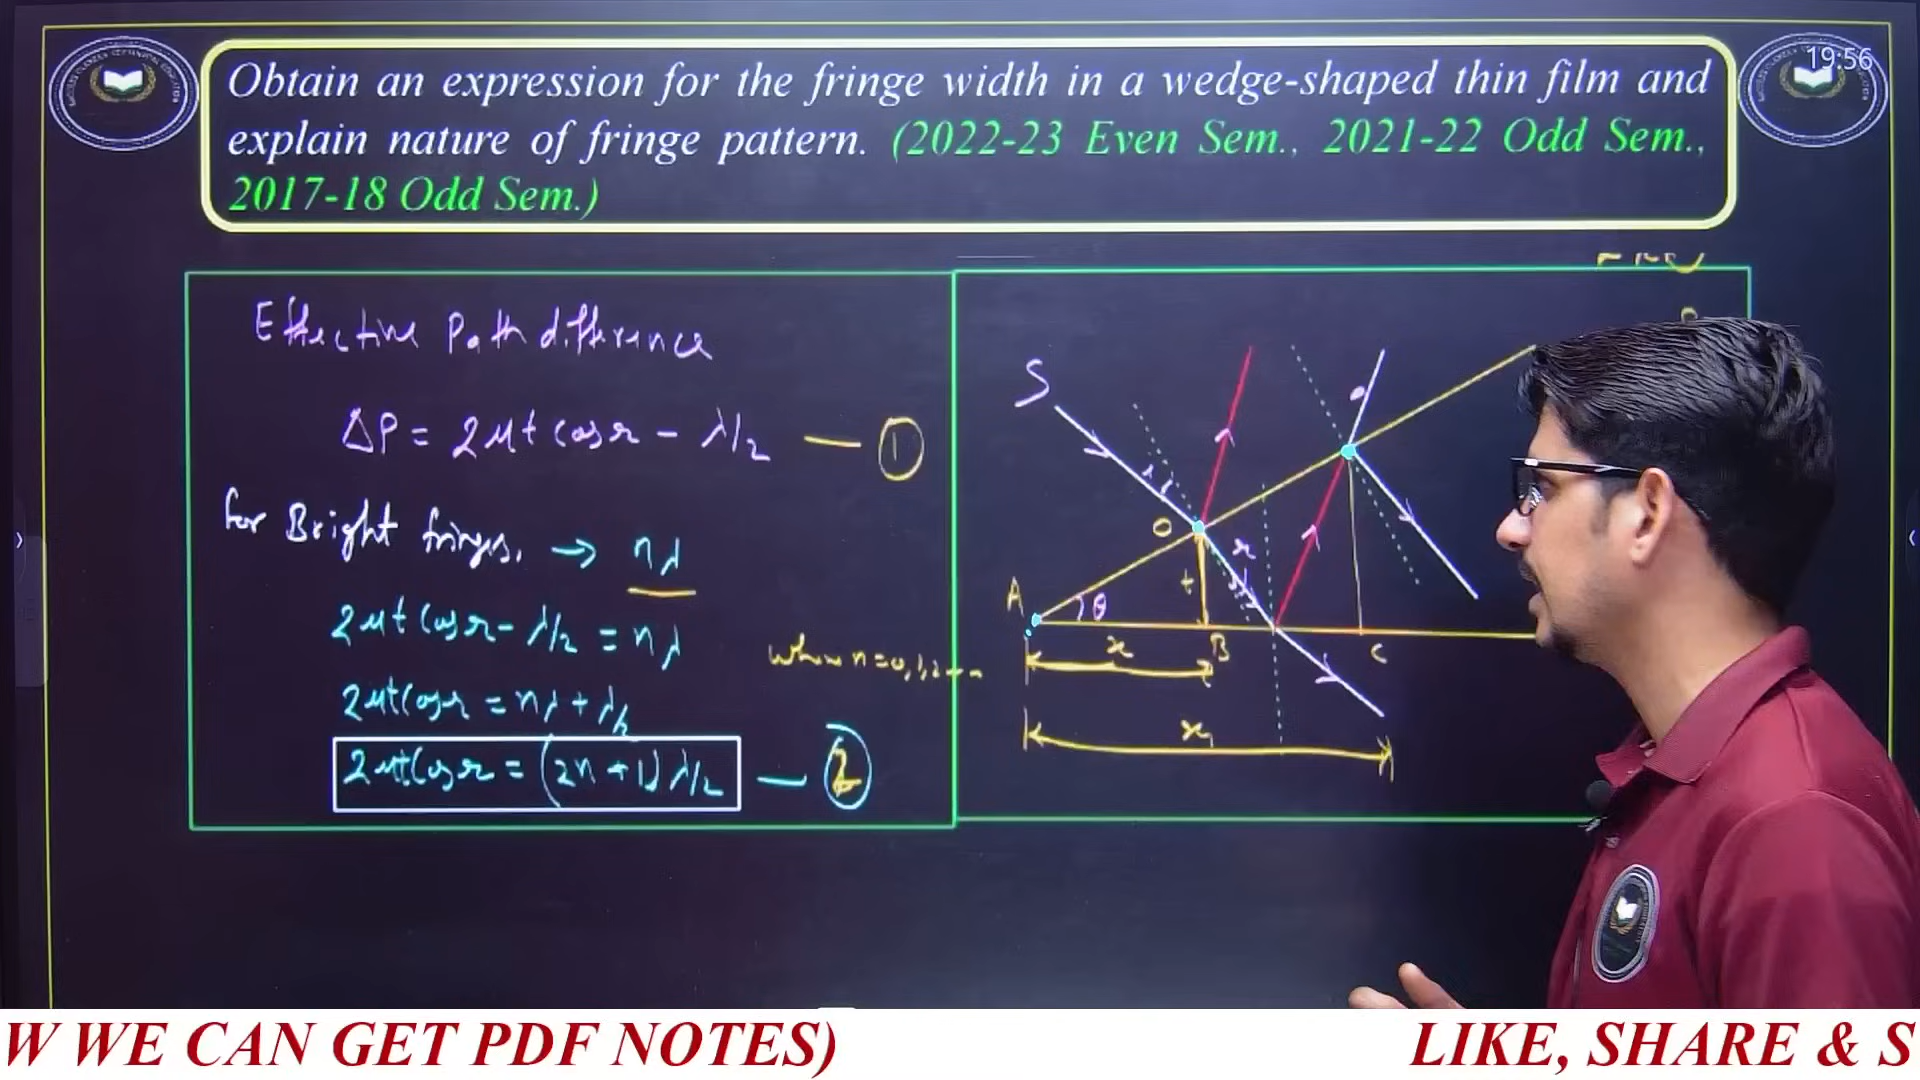 19:56
Obtain an expression for the fringe width in a wedge-shaped thin film and
explain nature of fringe pattern. (2022-23 Even Sem., 2021-22 Odd Sem.,
2017-18 Odd Sem.)
Effective Path difference
ΔP = 2μt cos r - λ/2 — ①
for Bright fringes. → nλ
2μt cos r - λ/2 = nλ
where n = 0, 1, 2 ---
2μt cos r = nλ + λ/2
2μt cos r = (2n + 1) λ/2 — ②
S
i
O
r
t
A
θ
x
B
C
x₁
W WE CAN GET PDF NOTES)
LIKE, SHARE & S